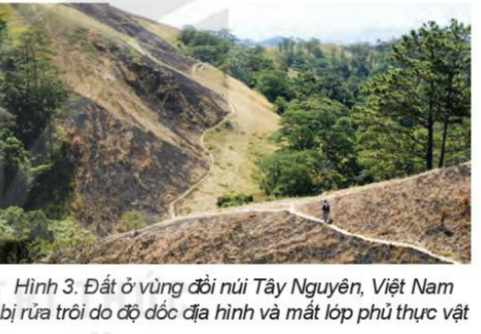 Hình 3. Đất ở vùng đồi núi Tây Nguyên, Việt Nam
bị rửa trôi do độ dốc địa hình và mất lớp phủ thực vật